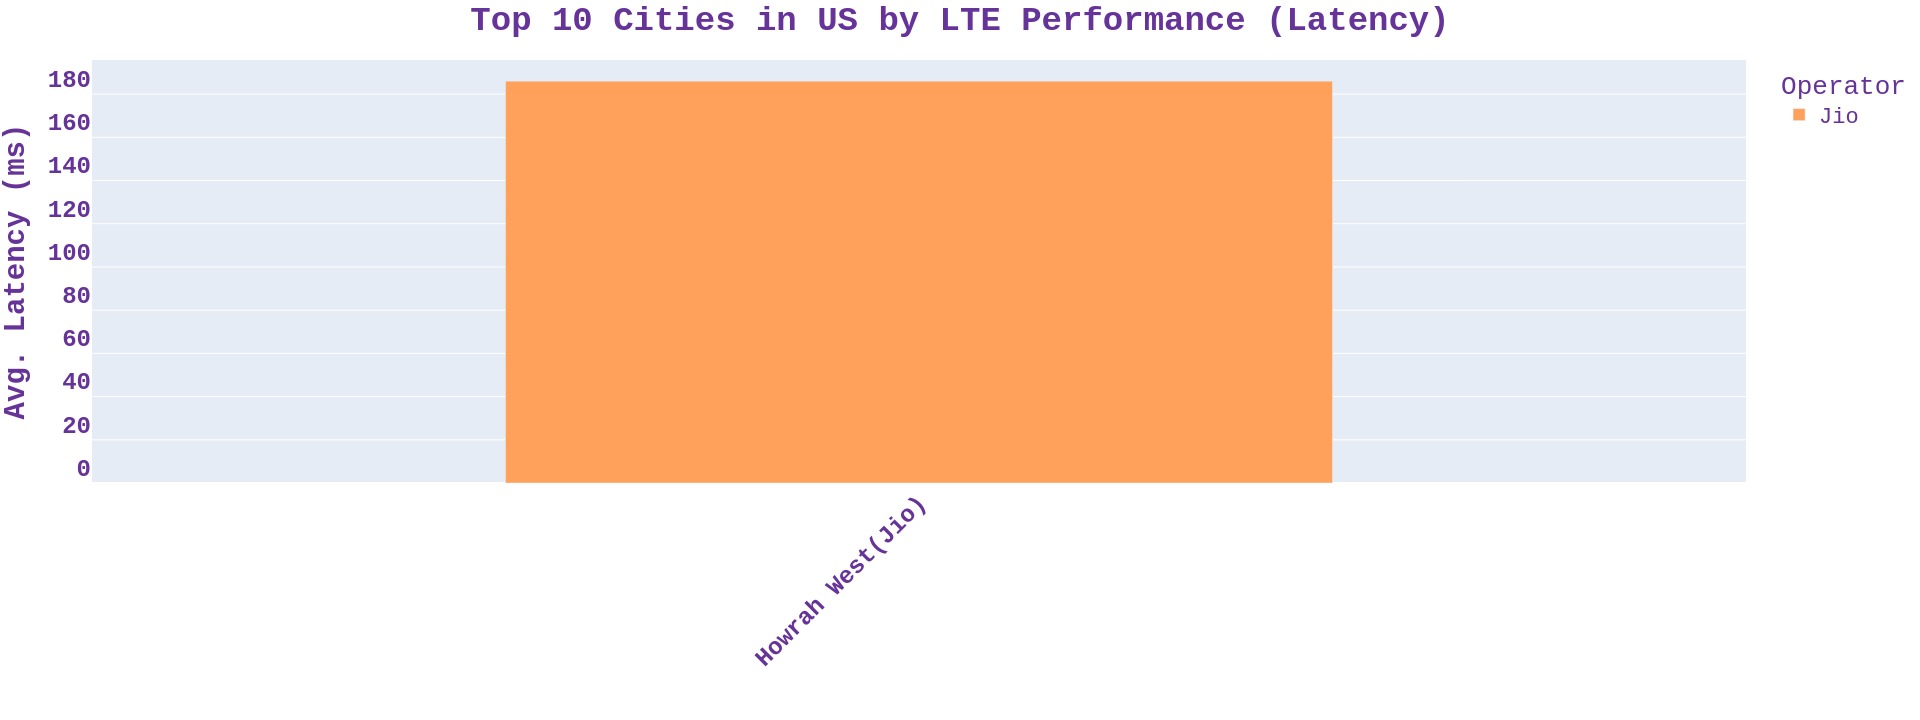 Top 10 Cities in US by LTE Performance (Latency)
Avg. Latency (ms)
180
160
140
120
100
80
60
40
20
0
Howrah West(Jio)
Operator
Jio